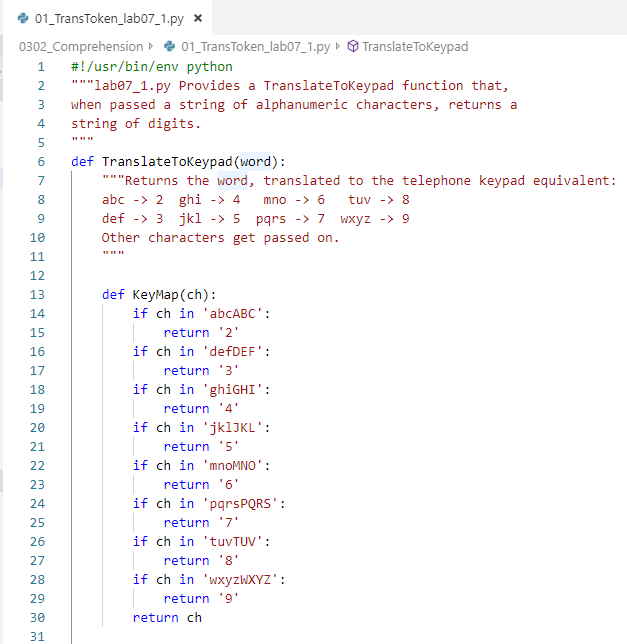 01_TransToken_lab07_1.py ×
0302_Comprehension 01_TransToken_lab07_1.py TranslateToKeypad
1 #!/usr/bin/env python
2 """lab07_1.py Provides a TranslateToKeypad function that,
3 when passed a string of alphanumeric characters, returns a
4 string of digits.
5 """
6 def TranslateToKeypad(word):
7     """Returns the word, translated to the telephone keypad equivalent:
8     abc -> 2  ghi -> 4   mno -> 6   tuv -> 8
9     def -> 3  jkl -> 5  pqrs -> 7  wxyz -> 9
10     Other characters get passed on.
11     """
12
13     def KeyMap(ch):
14         if ch in 'abcABC':
15             return '2'
16         if ch in 'defDEF':
17             return '3'
18         if ch in 'ghiGHI':
19             return '4'
20         if ch in 'jklJKL':
21             return '5'
22         if ch in 'mnoMNO':
23             return '6'
24         if ch in 'pqrsPQRS':
25             return '7'
26         if ch in 'tuvTUV':
27             return '8'
28         if ch in 'wxyzWXYZ':
29             return '9'
30         return ch
31